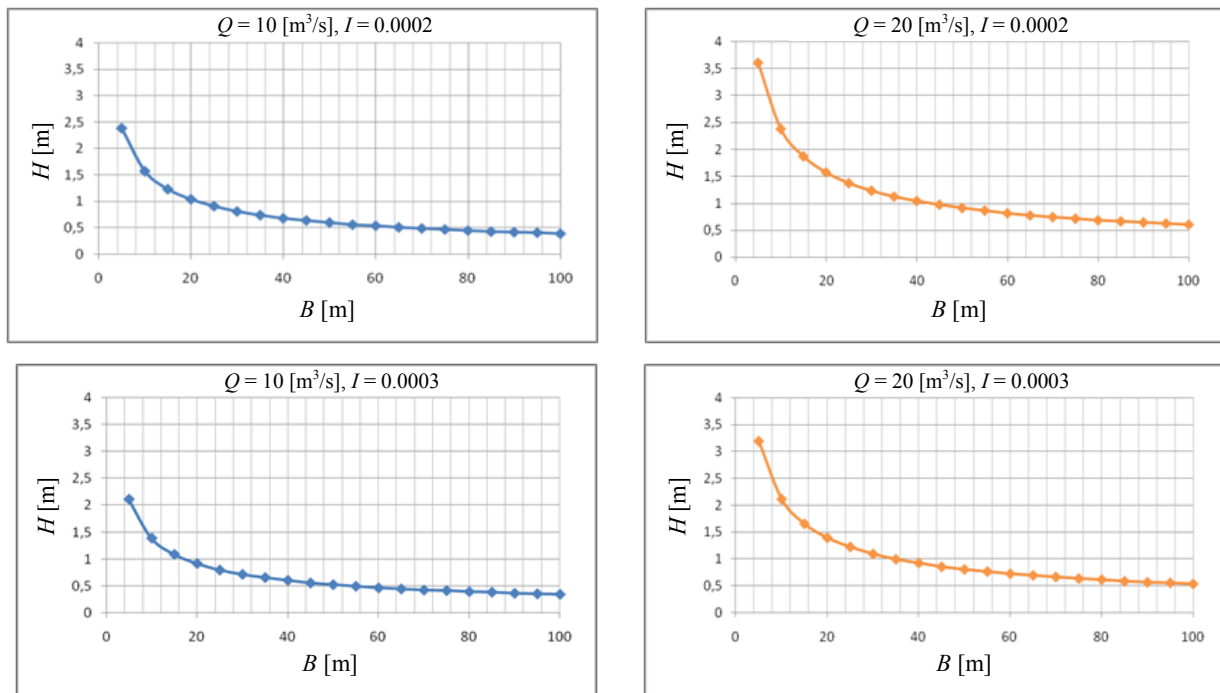 Q = 10 [m³/s], I = 0.0002
4
3,5
3
2,5
2
1,5
1
0,5
0
H [m]
0 20 40 60 80 100
B [m]
Q = 20 [m³/s], I = 0.0002
4
3,5
3
2,5
2
1,5
1
0,5
0
H [m]
0 20 40 60 80 100
B [m]
Q = 10 [m³/s], I = 0.0003
4
3,5
3
2,5
2
1,5
1
0,5
0
H [m]
0 20 40 60 80 100
B [m]
Q = 20 [m³/s], I = 0.0003
4
3,5
3
2,5
2
1,5
1
0,5
0
H [m]
0 20 40 60 80 100
B [m]